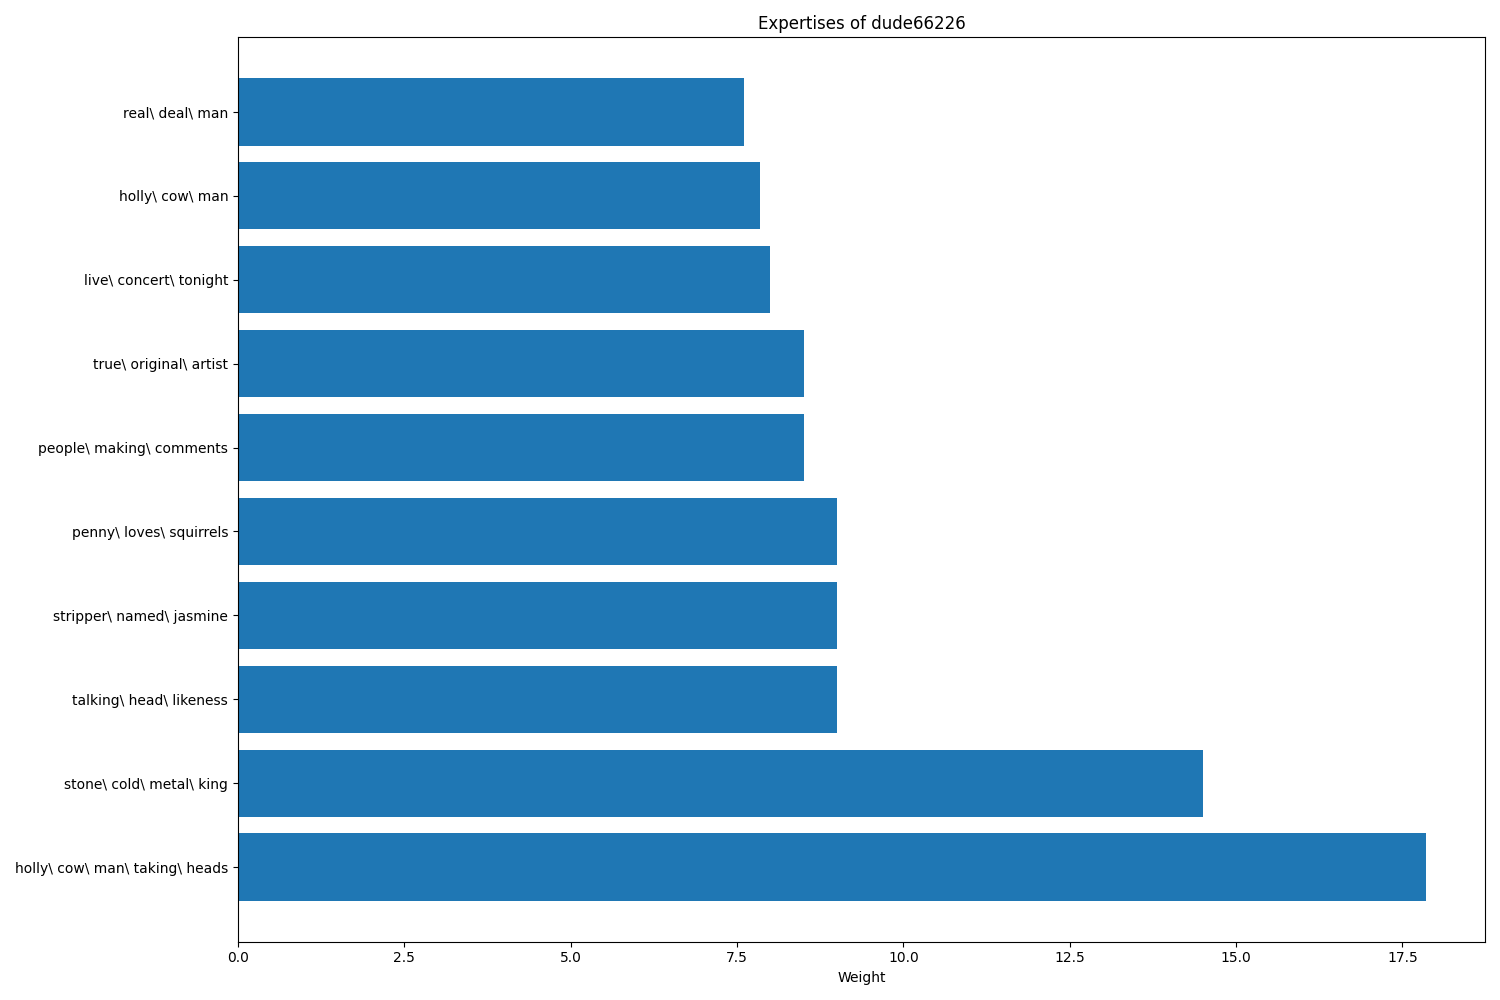 Expertises of dude66226
real\ deal\ man
holly\ cow\ man
live\ concert\ tonight
true\ original\ artist
people\ making\ comments
penny\ loves\ squirrels
stripper\ named\ jasmine
talking\ head\ likeness
stone\ cold\ metal\ king
holly\ cow\ man\ taking\ heads
0.0 2.5 5.0 7.5 10.0 12.5 15.0 17.5
Weight